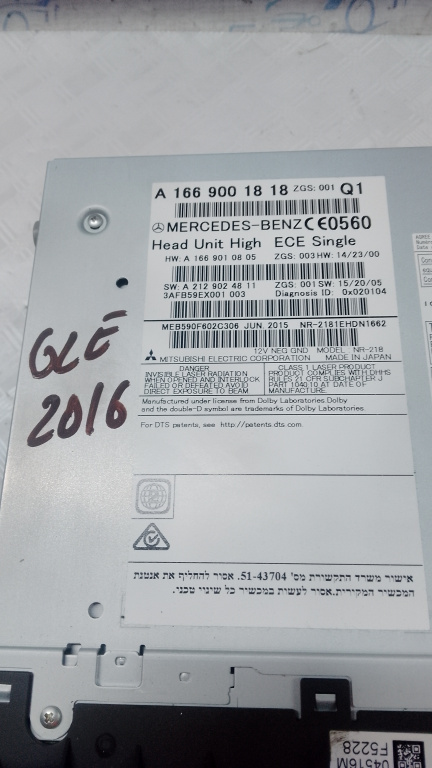 A 166 900 18 18 ZGS: 001 Q1
MERCEDES-BENZ CE0560
Head Unit High ECE Single
HW: A 166 901 08 05 ZGS: 003 HW: 14/23/00
SW: A 212 902 48 11 ZGS: 001 SW: 15/20/05
3AFB59EX001 003 Diagnosis ID: 0x020104
MEB590F602C306 JUN. 2015 NR-2181EHDN1662
12V NEG GND MODEL NR-218
MITSUBISHI ELECTRIC CORPORATION MADE IN JAPAN
DANGER
INVISIBLE LASER RADIATION
WHEN OPENED AND INTERLOCK
FAILED OR DEFEATED AVOID
DIRECT EXPOSURE TO BEAM
CLASS 1 LASER PRODUCT
PRODUCT COMPLIES WITH DHHS
RULES 21 CFR SUBCHAPTER J
PART 1040.10 AT DATE OF
MANUFACTURE.
Manufactured under license from Dolby Laboratories. Dolby
and the double-D symbol are trademarks of Dolby Laboratories.
For DTS patents, see http://patents.dts.com.
אישור משרד התקשורת מס' 51-43704. אסור להחליף את אנטנת
המכשיר המקורית. אסור לעשות במכשיר כל שינוי טכני.
GLE
2016
04516M
F5228